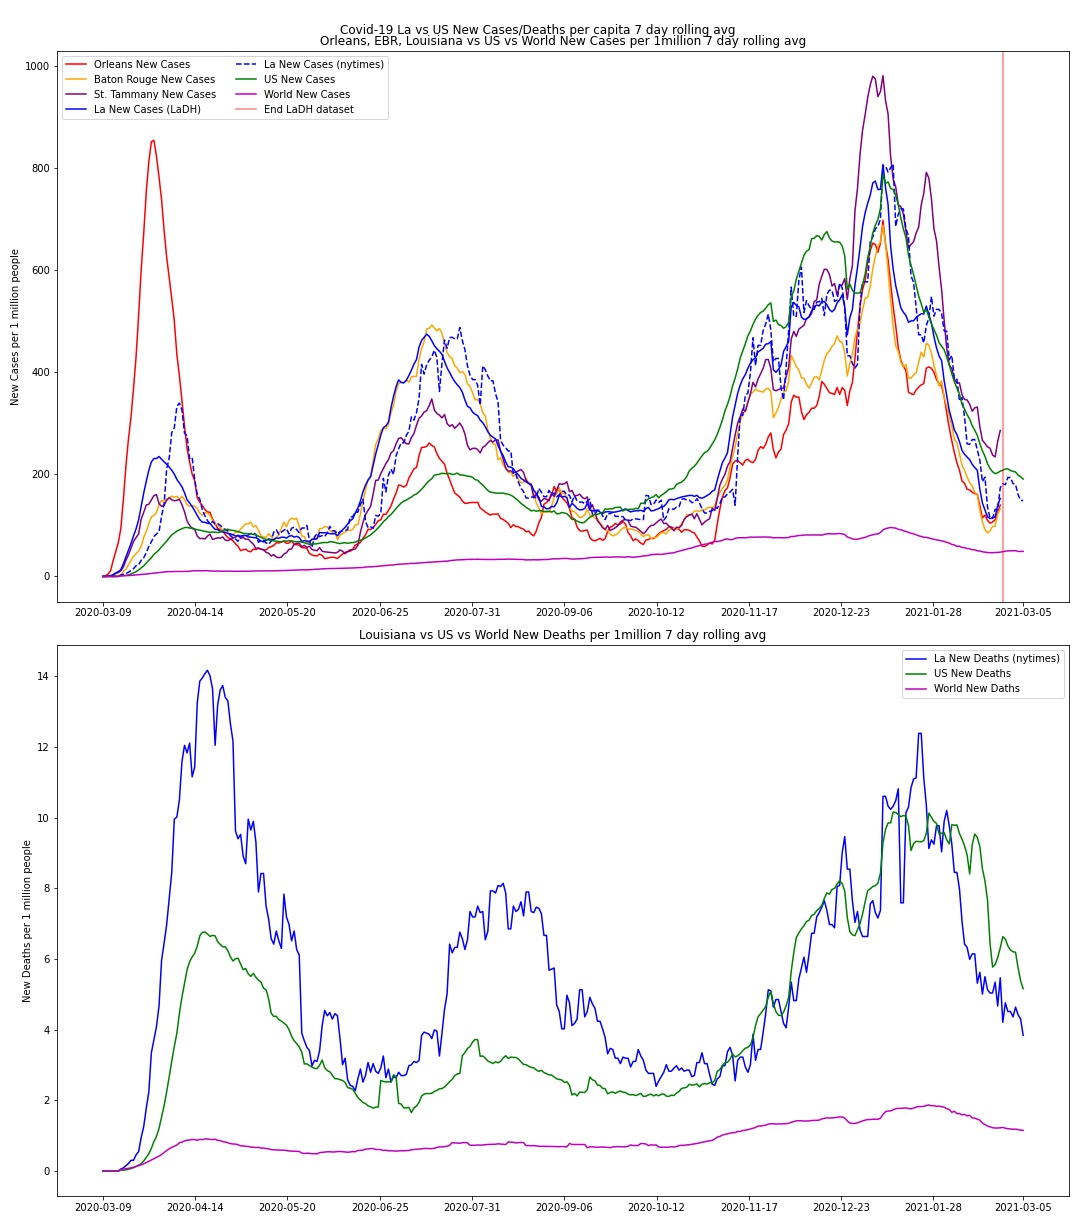 Covid-19 La vs US New Cases/Deaths per capita 7 day rolling avg
Orleans, EBR, Louisiana vs US vs World New Cases per 1million 7 day rolling avg
Orleans New Cases
Baton Rouge New Cases
St. Tammany New Cases
La New Cases (LaDH)
La New Cases (nytimes)
US New Cases
World New Cases
End LaDH dataset
New Cases per 1 million people
1000
800
600
400
200
0
2020-03-09 2020-04-14 2020-05-20 2020-06-25 2020-07-31 2020-09-06 2020-10-12 2020-11-17 2020-12-23 2021-01-28 2021-03-05
Louisiana vs US vs World New Deaths per 1million 7 day rolling avg
La New Deaths (nytimes)
US New Deaths
World New Daths
New Deaths per 1 million people
14
12
10
8
6
4
2
0
2020-03-09 2020-04-14 2020-05-20 2020-06-25 2020-07-31 2020-09-06 2020-10-12 2020-11-17 2020-12-23 2021-01-28 2021-03-05